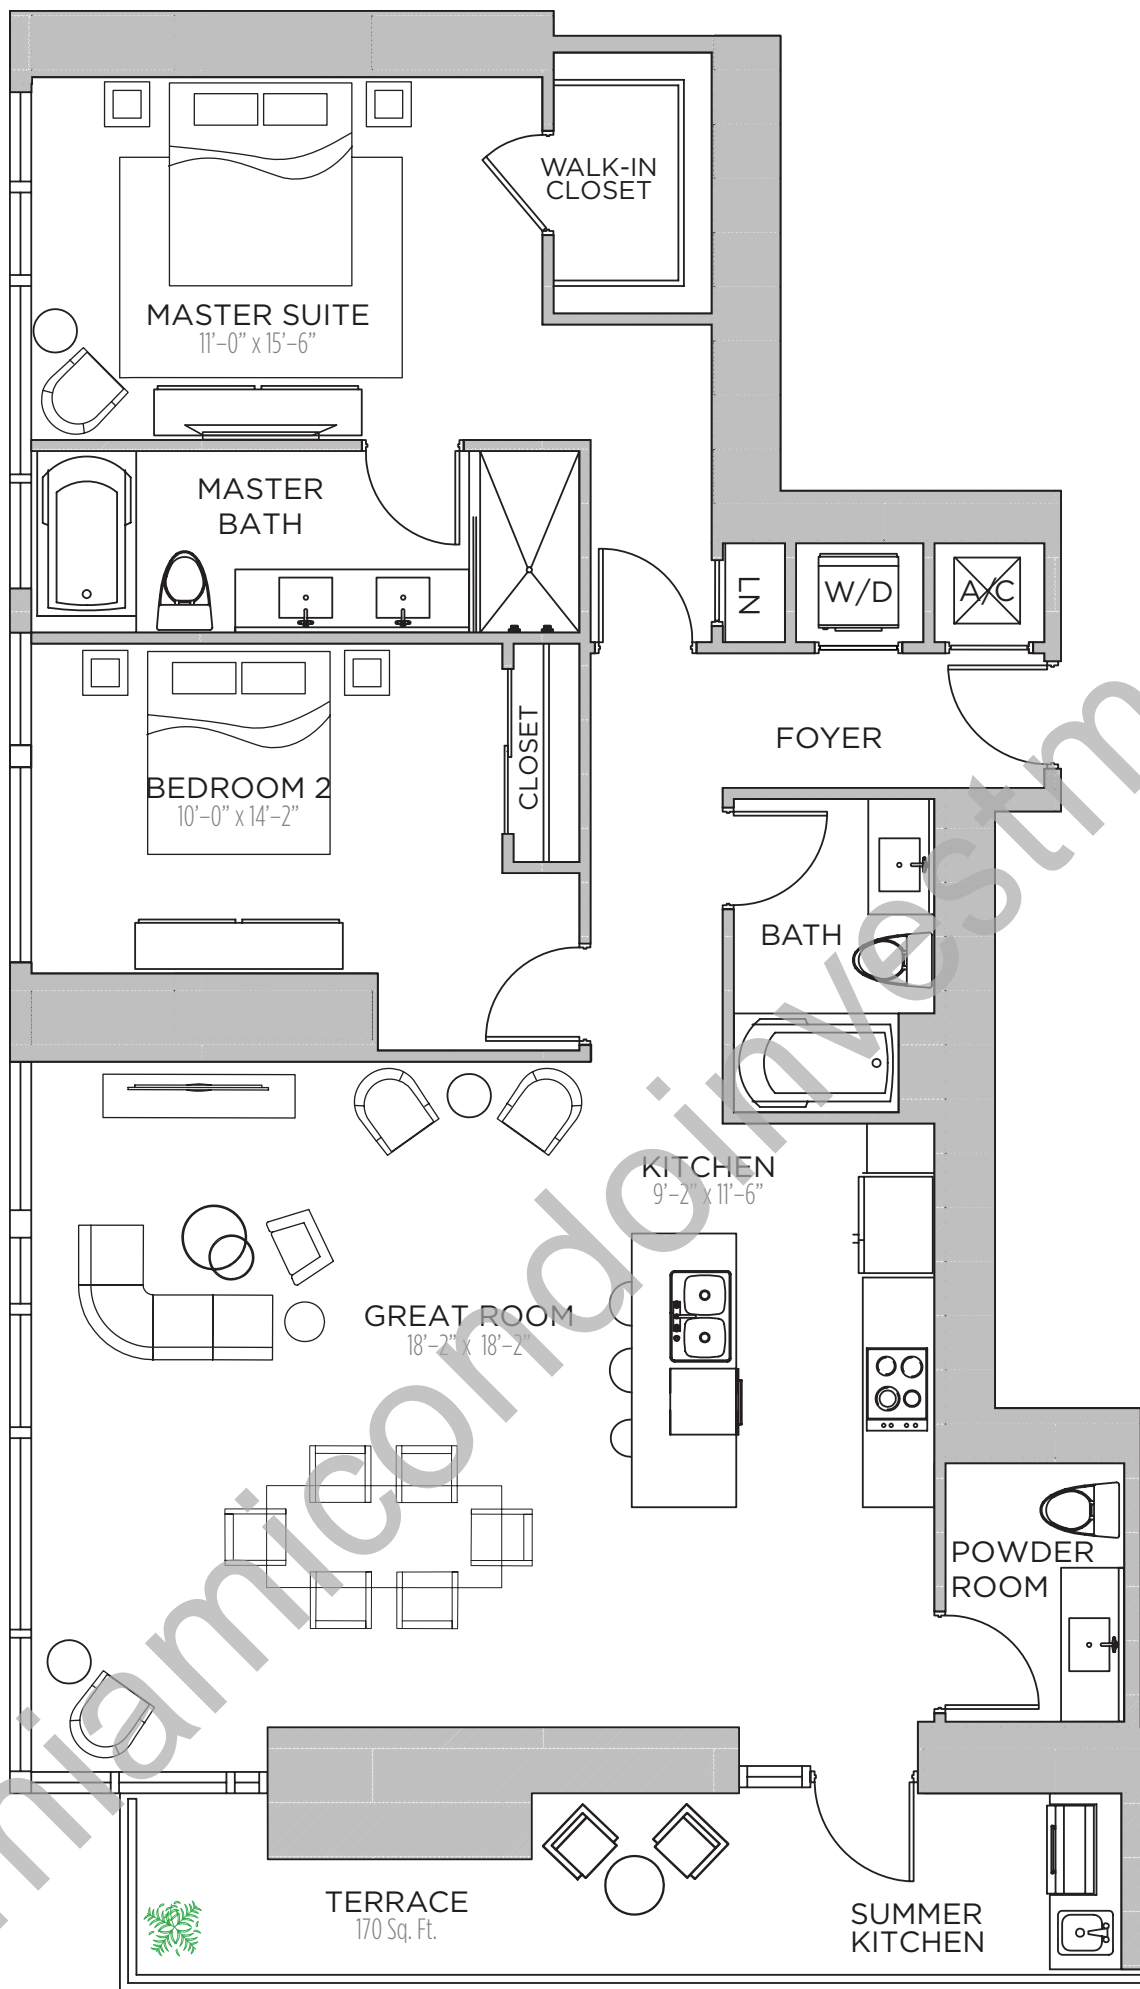 WALK-IN
CLOSET
MASTER SUITE
11’–0” x 15’–6”
MASTER
BATH
LN
W/D
A/C
FOYER
CLOSET
BEDROOM 2
10’–0” x 14’–2”
BATH
KITCHEN
9’–2” x 11’–6”
GREAT ROOM
18’–2” x 18’–2”
POWDER
ROOM
TERRACE
170 Sq. Ft.
SUMMER
KITCHEN
miamicondoinvestm